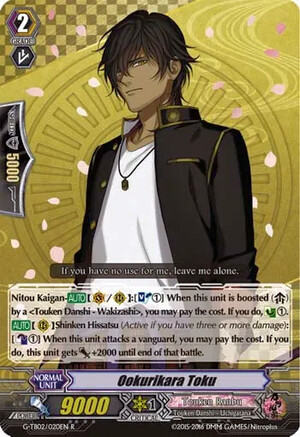 2
GRADE
5000
If you have no use for me, leave me alone.
Nitou Kaigan-AUTO [ / ]:[ ①] When this unit is boosted
by a <Touken Danshi - Wakizashi>, you may pay the cost. If you do, ①.
AUTO [ ]Shinken Hissatsu (Active if you have three or more damage):
[ ①] When this unit attacks a vanguard, you may pay the cost. If you
do, this unit gets +2000 until end of that battle.
NORMAL
UNIT
Ookurikara Toku
POWER
9000
1
CRITICAL
Touken Ranbu
Touken Danshi - Uchigatana
G-TB02/020EN R
©2015-2016 DMM GAMES/Nitroplus